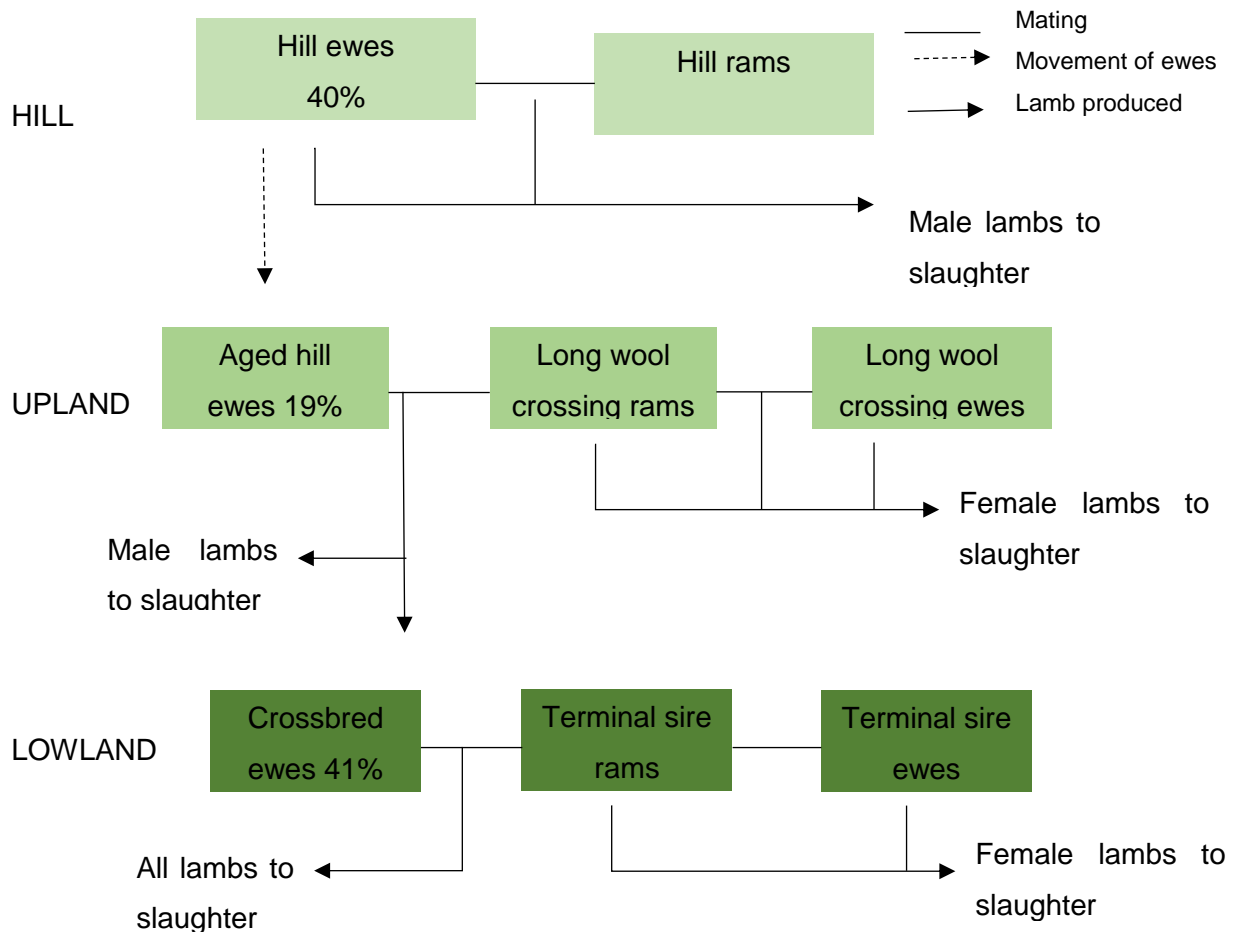 Hill ewes
40%
Hill rams
Mating
Movement of ewes
Lamb produced
HILL
Male lambs to
slaughter
Aged hill
ewes 19%
Long wool
crossing rams
Long wool
crossing ewes
UPLAND
Female lambs to
slaughter
Male lambs
to slaughter
Crossbred
ewes 41%
Terminal sire
rams
Terminal sire
ewes
LOWLAND
All lambs to
slaughter
Female lambs to
slaughter